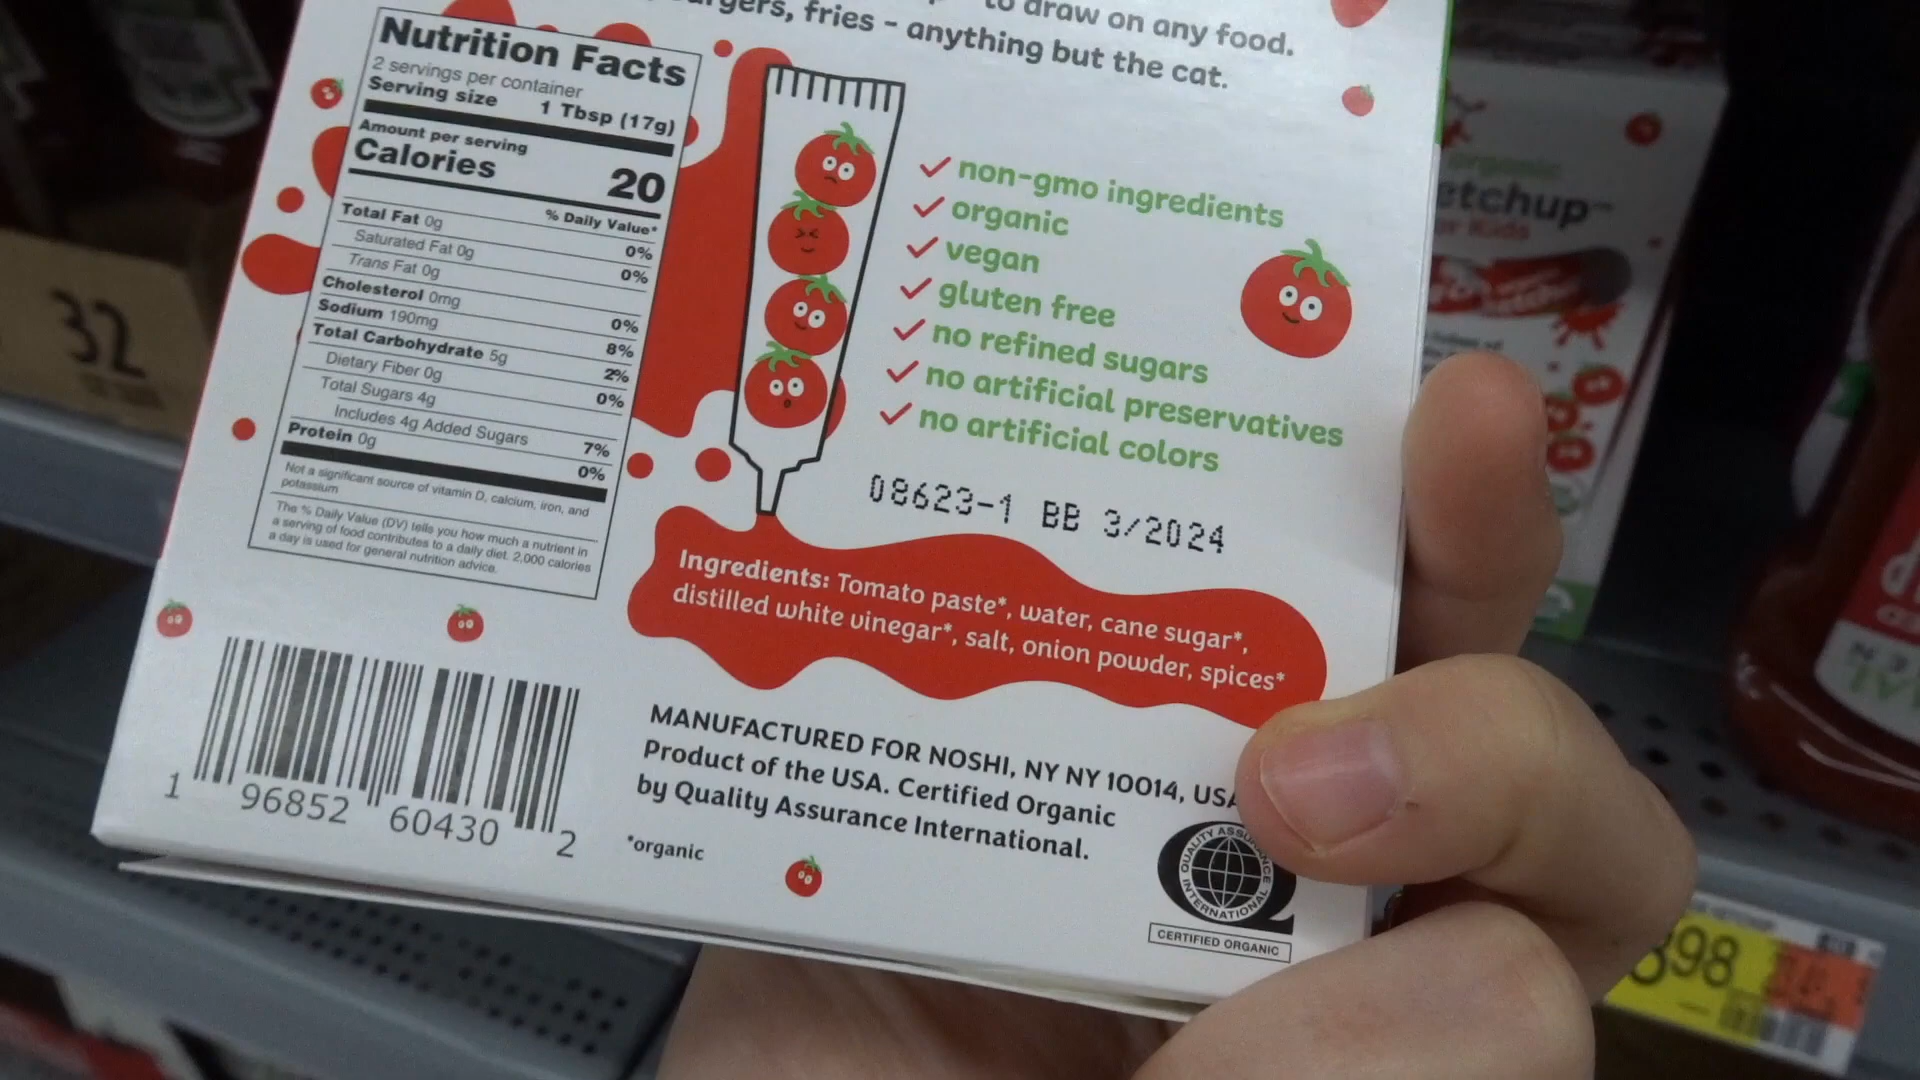 to draw on any food.
fries - anything but the cat.
Nutrition Facts
2 servings per container
Serving size 1 Tbsp (17g)
Amount per serving
Calories 20
% Daily Value*
Total Fat 0g 0%
Saturated Fat 0g 0%
Trans Fat 0g
Cholesterol 0mg 0%
Sodium 190mg 8%
Total Carbohydrate 5g 2%
Dietary Fiber 0g 0%
Total Sugars 4g
Includes 4g Added Sugars 7%
Protein 0g 0%
Not a significant source of vitamin D, calcium, iron, and
potassium
The % Daily Value (DV) tells you how much a nutrient in
a serving of food contributes to a daily diet. 2,000 calories
a day is used for general nutrition advice.
non-gmo ingredients
organic
vegan
gluten free
no refined sugars
no artificial preservatives
no artificial colors
08623-1 BB 3/2024
Ingredients: Tomato paste*, water, cane sugar*,
distilled white vinegar*, salt, onion powder, spices*
MANUFACTURED FOR NOSHI, NY NY 10014, USA
Product of the USA. Certified Organic
by Quality Assurance International.
*organic
1 96852 60430 2
QUALITY ASSURANCE
INTERNATIONAL
CERTIFIED ORGANIC
32
organic
etchup™
or Kids
98